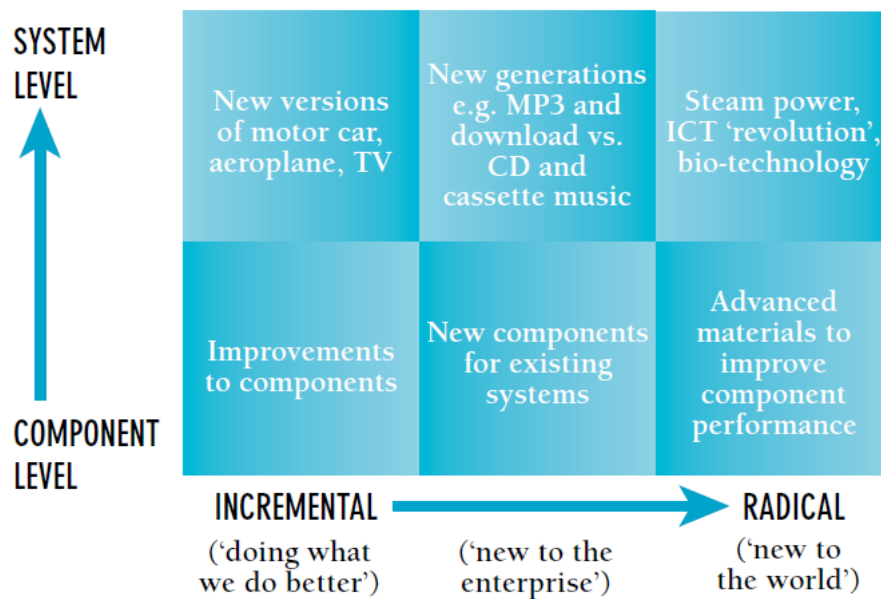 SYSTEM
LEVEL
New versions
of motor car,
aeroplane, TV
New generations
e.g. MP3 and
download vs.
CD and
cassette music
Steam power,
ICT ‘revolution’,
bio-technology
Improvements
to components
New components
for existing
systems
Advanced
materials to
improve
component
performance
COMPONENT
LEVEL
INCREMENTAL
RADICAL
(‘doing what
we do better’)
(‘new to the
enterprise’)
(‘new to
the world’)